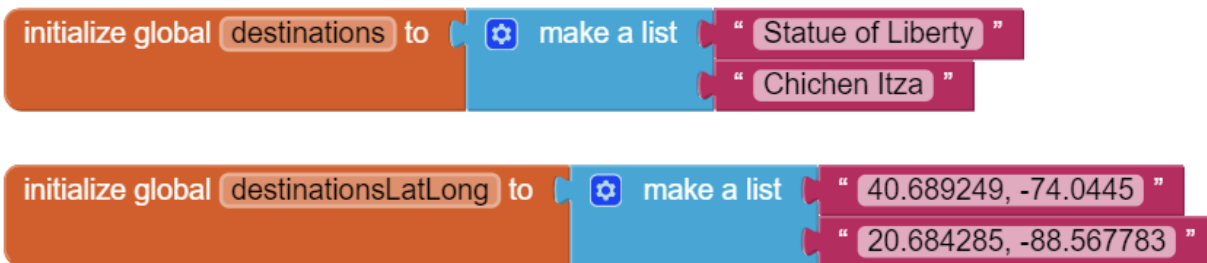 initialize global destinations to make a list " Statue of Liberty "
" Chichen Itza "
initialize global destinationsLatLong to make a list " 40.689249, -74.0445 "
" 20.684285, -88.567783 "